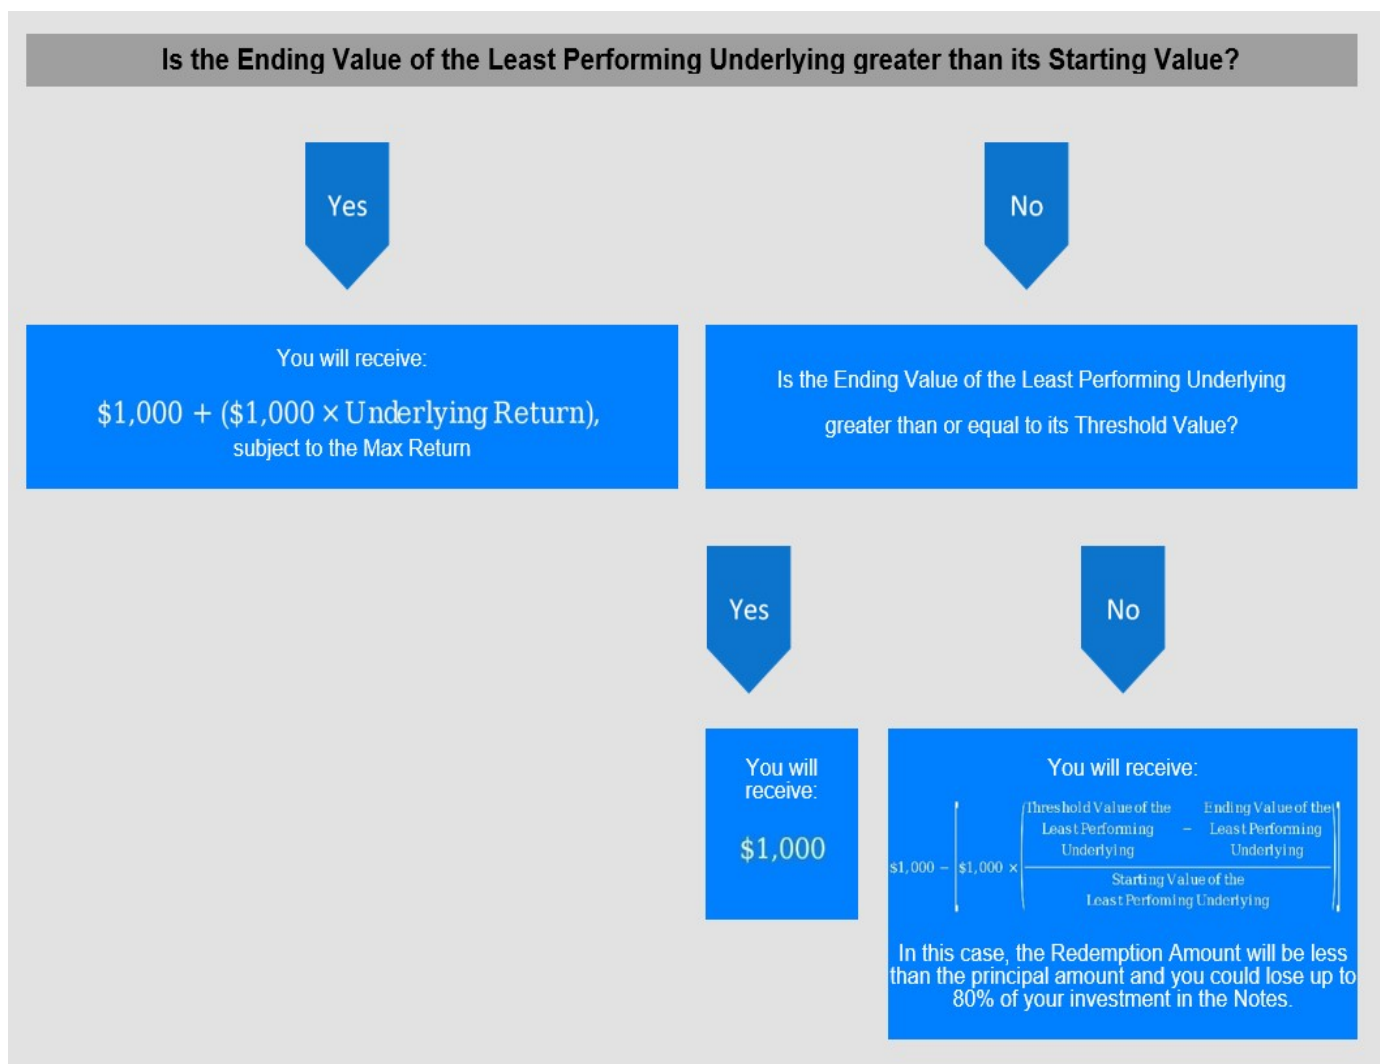 Is the Ending Value of the Least Performing Underlying greater than its Starting Value?
Yes
No
You will receive:
$1,000 + ($1,000 × Underlying Return),
subject to the Max Return
Is the Ending Value of the Least Performing Underlying
greater than or equal to its Threshold Value?
Yes
No
You will
receive:
$1,000
You will receive:
$1,000 − [$1,000 × (
Threshold Value of the Ending Value of the
Least Performing − Least Performing
Underlying Underlying
Starting Value of the
Least Perfoming Underlying
)]
In this case, the Redemption Amount will be less
than the principal amount and you could lose up to
80% of your investment in the Notes.